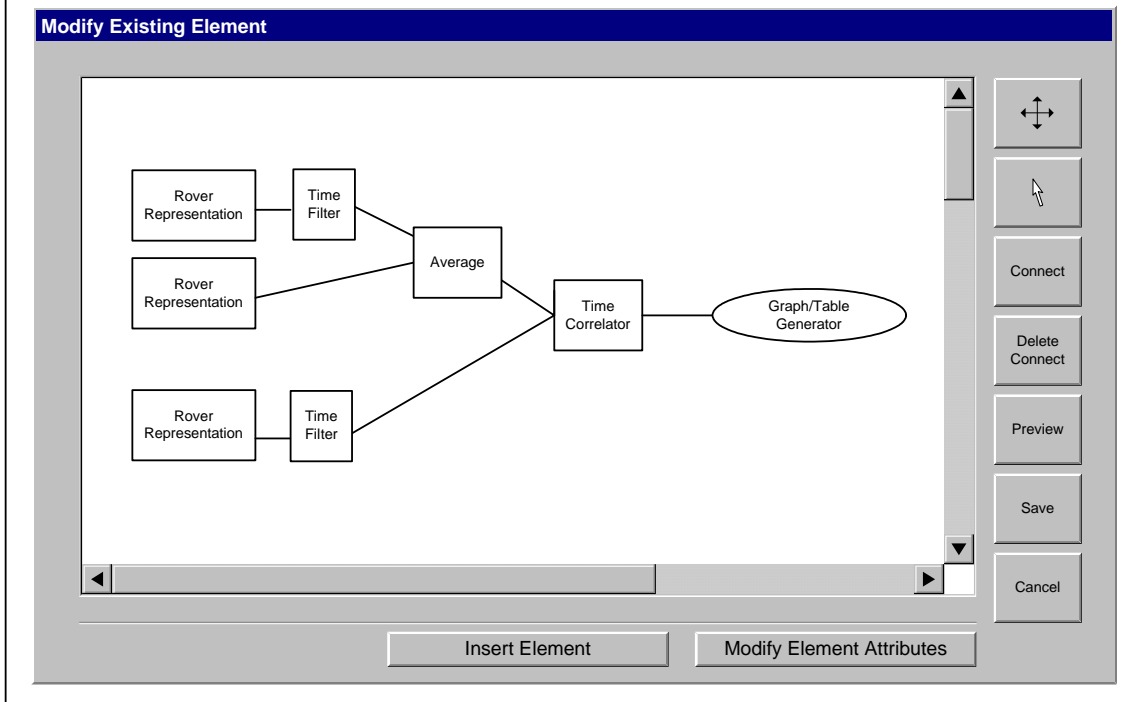 Modify Existing Element
Rover
Representation
Time
Filter
Rover
Representation
Average
Time
Correlator
Graph/Table
Generator
Rover
Representation
Time
Filter
Connect
Delete
Connect
Preview
Save
Cancel
Insert Element
Modify Element Attributes